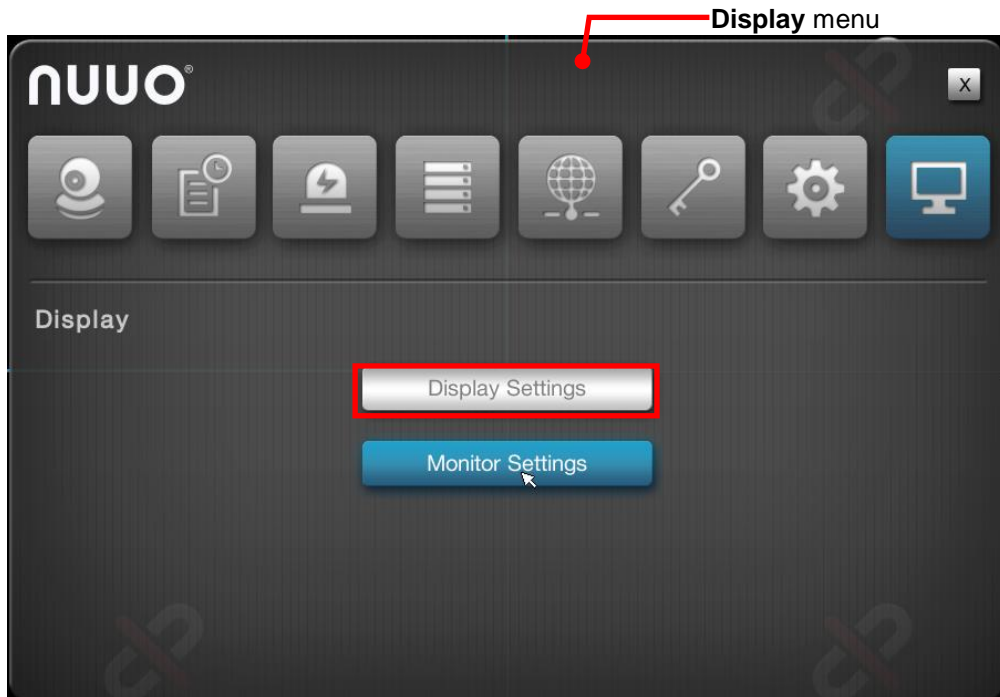 Display menu
nuuo®
X
Display
Display Settings
Monitor Settings